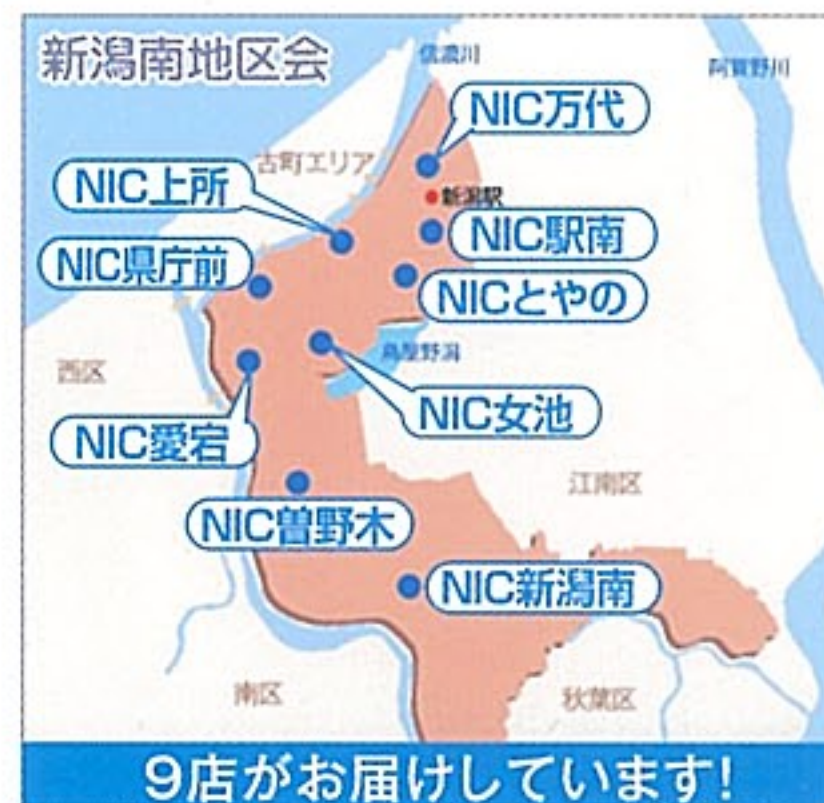 新潟南地区会
信濃川
阿賀野川
NIC万代
古町エリア
新潟駅
NIC上所
NIC駅南
NIC県庁前
NICとやの
鳥屋野潟
西区
NIC女池
NIC愛宕
江南区
NIC曽野木
NIC新潟南
南区
秋葉区
9店がお届けしています!